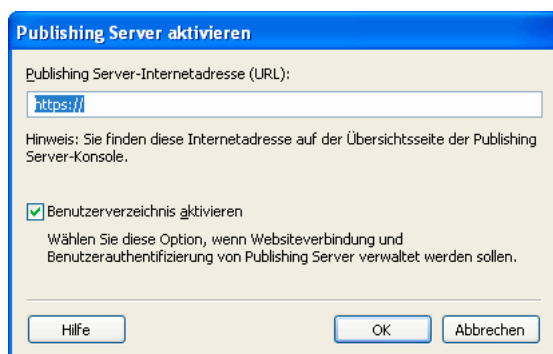 Publishing Server aktivieren
Publishing Server-Internetadresse (URL):
https://
Hinweis: Sie finden diese Internetadresse auf der Übersichtsseite der Publishing
Server-Konsole.
Benutzerverzeichnis aktivieren
Wählen Sie diese Option, wenn Websiteverbindung und
Benutzerauthentifizierung von Publishing Server verwaltet werden sollen.
Hilfe
OK
Abbrechen